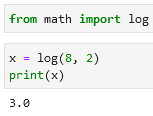 from math import log
x = log(8, 2)
print(x)
3.0